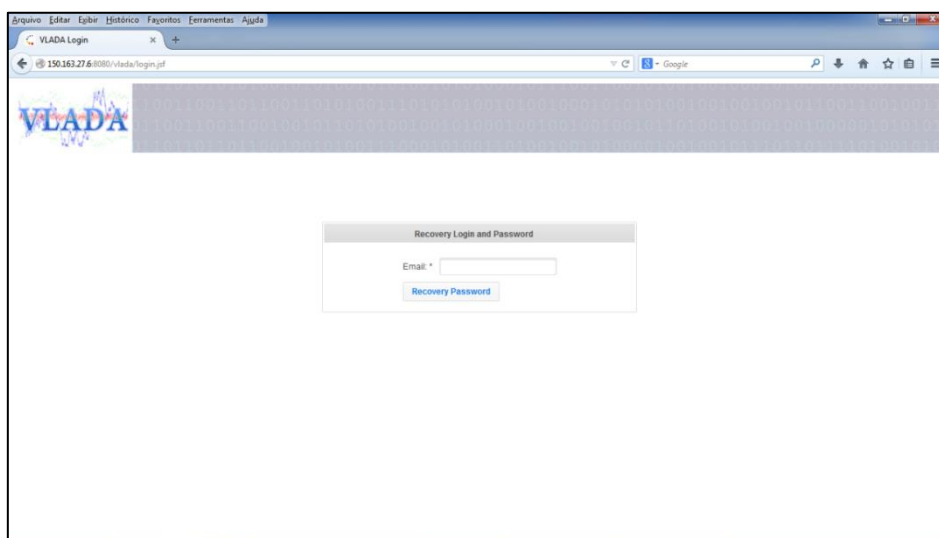 Arquivo Editar Exibir Histórico Favoritos Ferramentas Ajuda
VLADA Login
150.163.27.6:8080/vlada/login.jsf
Google
VLADA
Recovery Login and Password
Email: *
Recovery Password